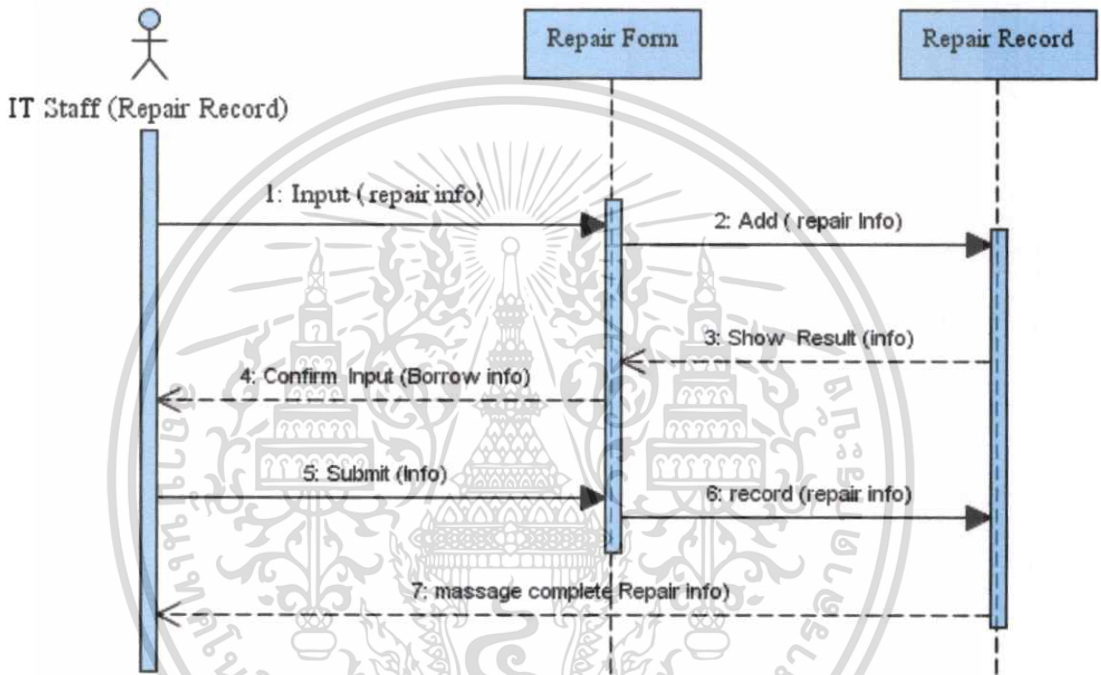 Repair Form
Repair Record
IT Staff (Repair Record)
1: Input ( repair info)
2: Add ( repair Info)
3: Show Result (info)
4: Confirm Input (Borrow info)
5: Submit (Info)
6: record (repair info)
7: massage complete Repair info)